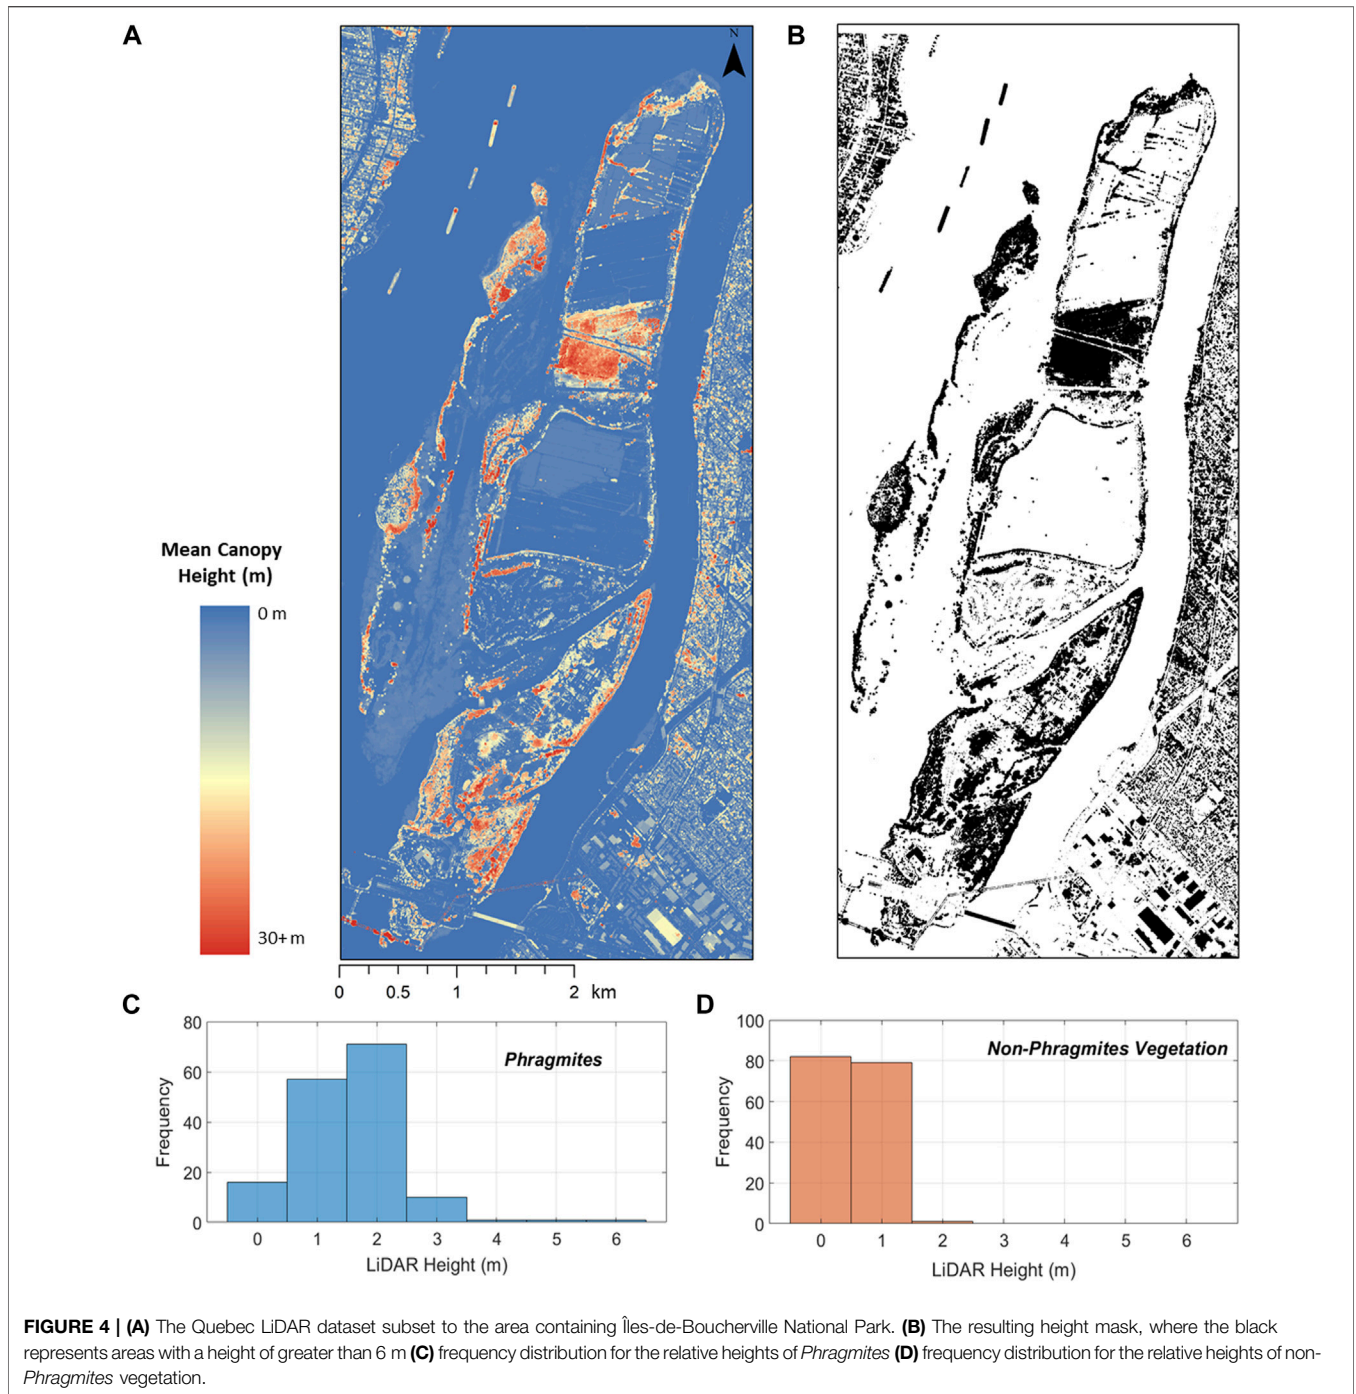 A
B
N
Mean Canopy
Height (m)
0 m
30+ m
0 0.5 1 2 km
C
D
80
60
40
20
0
Frequency
Phragmites
0 1 2 3 4 5 6
LiDAR Height (m)
100
80
60
40
20
0
Frequency
Non-Phragmites Vegetation
0 1 2 3 4 5 6
LiDAR Height (m)
FIGURE 4 | (A) The Quebec LiDAR dataset subset to the area containing Îles-de-Boucherville National Park. (B) The resulting height mask, where the black
represents areas with a height of greater than 6 m (C) frequency distribution for the relative heights of Phragmites (D) frequency distribution for the relative heights of non-
Phragmites vegetation.